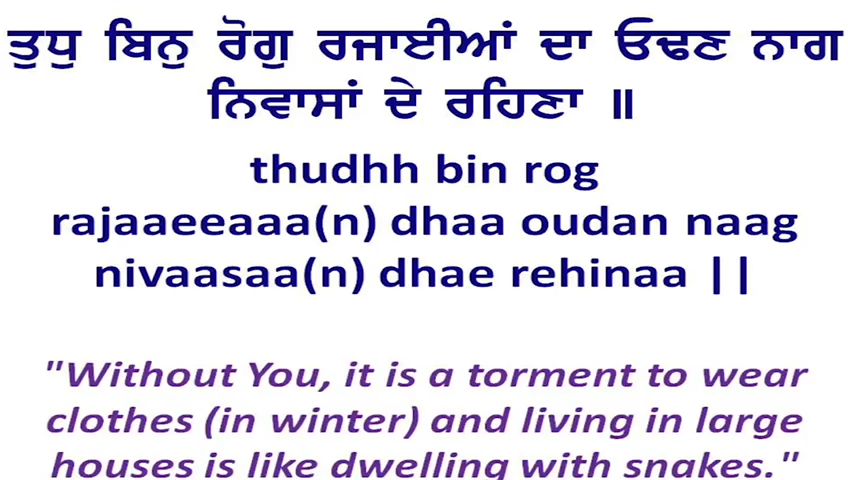 ਤੁਧੁ ਬਿਨੁ ਰੋਗੁ ਰਜਾਈਆਂ ਦਾ ਓਢਣ ਨਾਗ
ਨਿਵਾਸਾਂ ਦੇ ਰਹਿਣਾ ॥
thudhh bin rog
rajaaeeaaa(n) dhaa oudan naag
nivaasaa(n) dhae rehinaa ||
"Without You, it is a torment to wear
clothes (in winter) and living in large
houses is like dwelling with snakes."